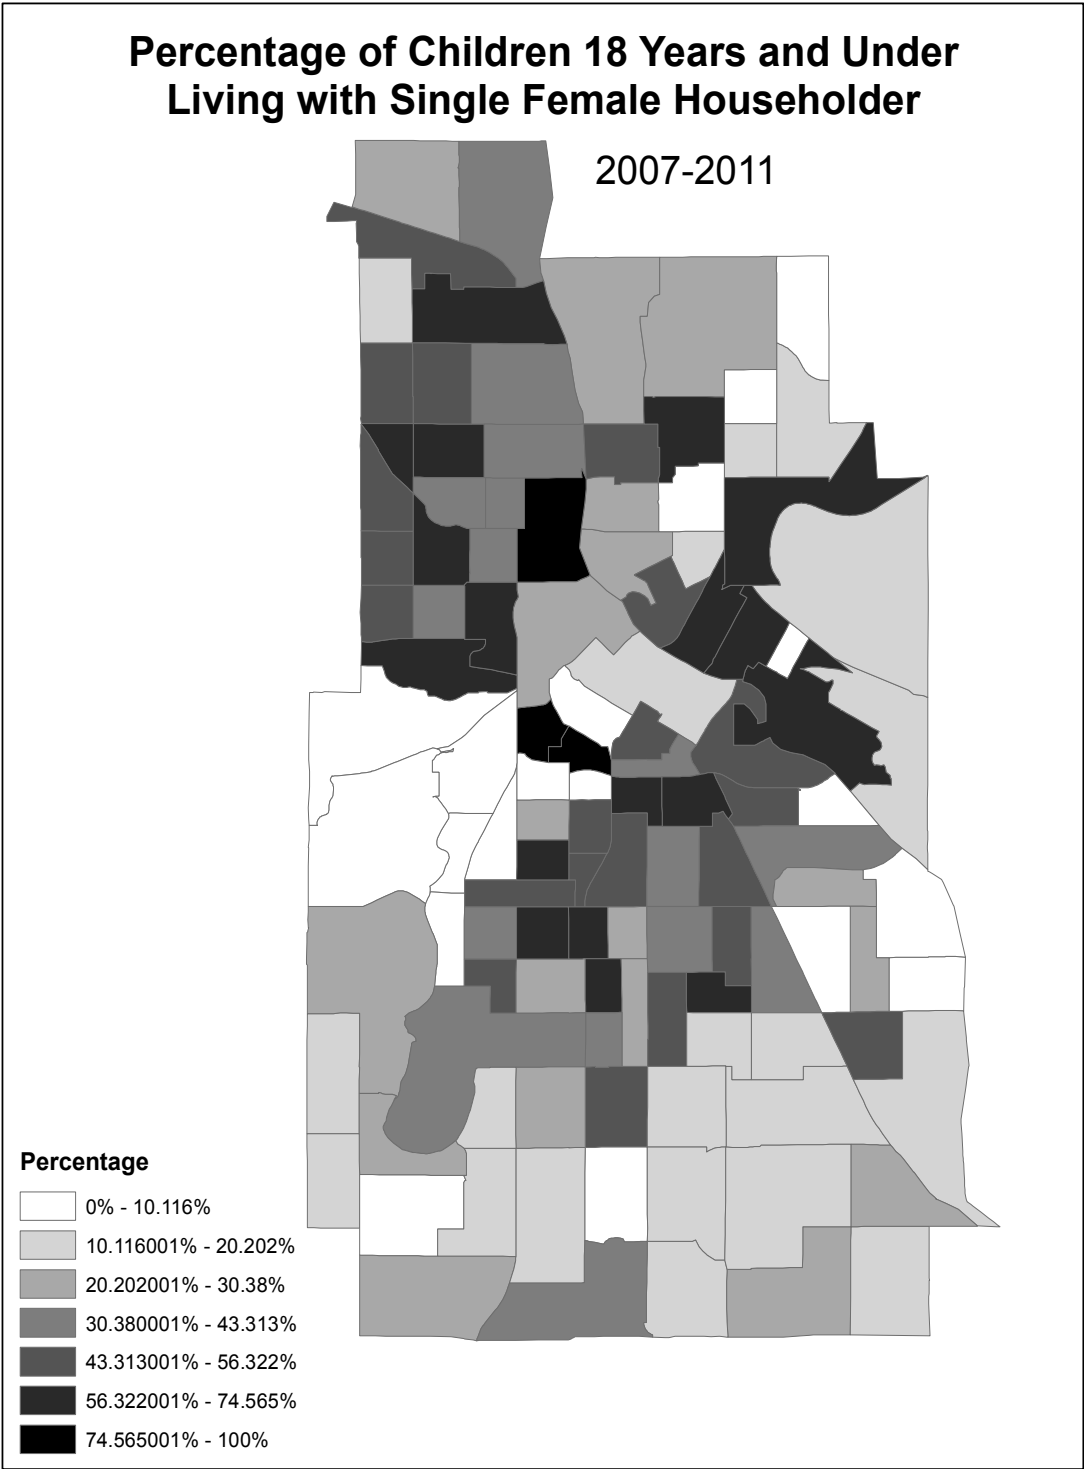 Percentage of Children 18 Years and Under
Living with Single Female Householder
2007-2011
Percentage
0% - 10.116%
10.116001% - 20.202%
20.202001% - 30.38%
30.380001% - 43.313%
43.313001% - 56.322%
56.322001% - 74.565%
74.565001% - 100%